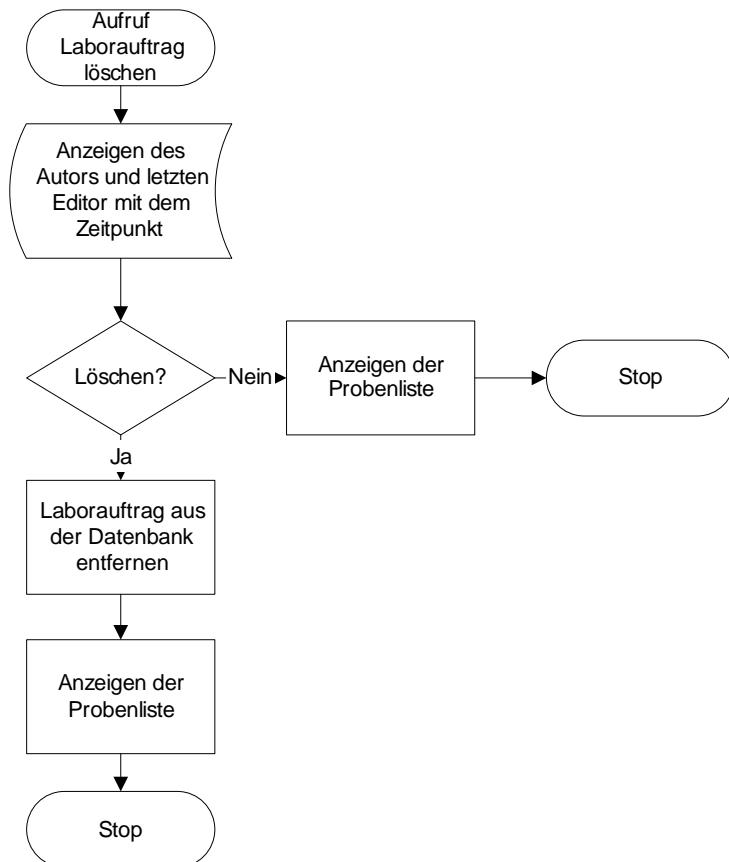 Aufruf
Laborauftrag
löschen
Anzeigen des
Autors und letzten
Editor mit dem
Zeitpunkt
Löschen?
Nein
Anzeigen der
Probenliste
Stop
Ja
Laborauftrag aus
der Datenbank
entfernen
Anzeigen der
Probenliste
Stop